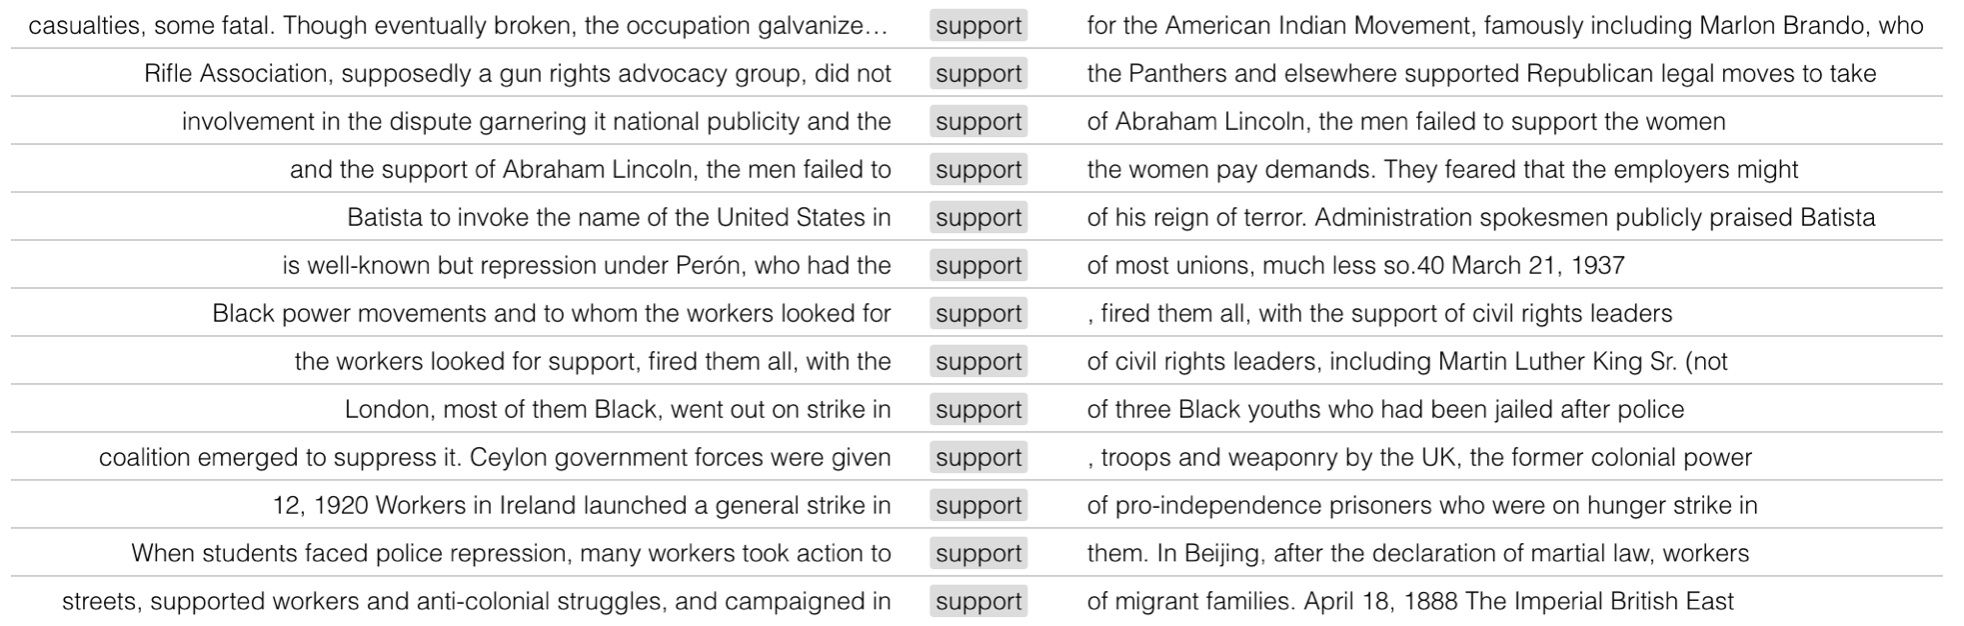 casualties, some fatal. Though eventually broken, the occupation galvanize… support for the American Indian Movement, famously including Marlon Brando, who
Rifle Association, supposedly a gun rights advocacy group, did not support the Panthers and elsewhere supported Republican legal moves to take
involvement in the dispute garnering it national publicity and the support of Abraham Lincoln, the men failed to support the women
and the support of Abraham Lincoln, the men failed to support the women pay demands. They feared that the employers might
Batista to invoke the name of the United States in support of his reign of terror. Administration spokesmen publicly praised Batista
is well-known but repression under Perón, who had the support of most unions, much less so.40 March 21, 1937
Black power movements and to whom the workers looked for support , fired them all, with the support of civil rights leaders
the workers looked for support, fired them all, with the support of civil rights leaders, including Martin Luther King Sr. (not
London, most of them Black, went out on strike in support of three Black youths who had been jailed after police
coalition emerged to suppress it. Ceylon government forces were given support , troops and weaponry by the UK, the former colonial power
12, 1920 Workers in Ireland launched a general strike in support of pro-independence prisoners who were on hunger strike in
When students faced police repression, many workers took action to support them. In Beijing, after the declaration of martial law, workers
streets, supported workers and anti-colonial struggles, and campaigned in support of migrant families. April 18, 1888 The Imperial British East